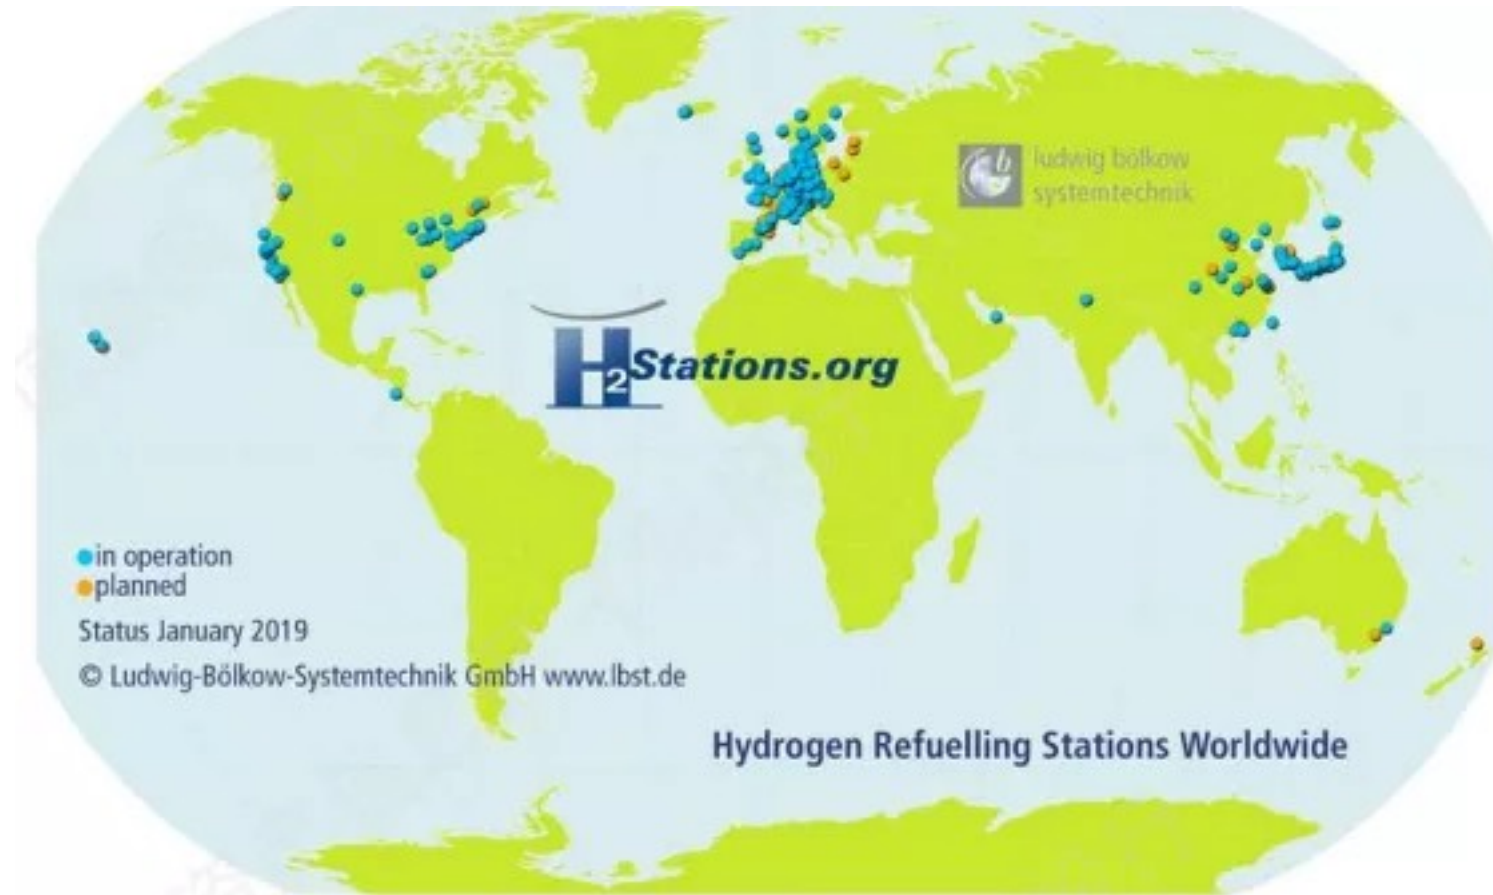 ludwig bölkow
systemtechnik
H2Stations.org
in operation
planned
Status January 2019
© Ludwig-Bölkow-Systemtechnik GmbH www.lbst.de
Hydrogen Refuelling Stations Worldwide